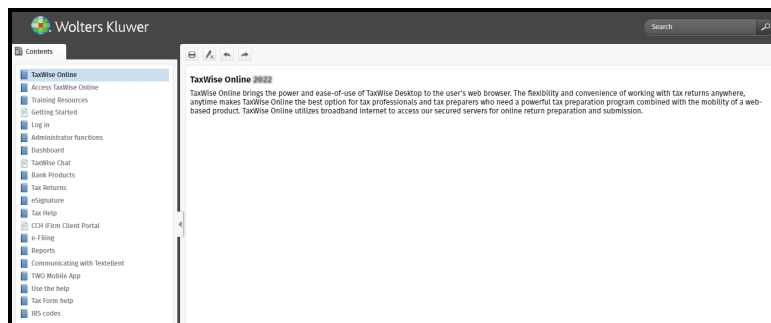 Wolters Kluwer
Search
Contents
TaxWise Online
Access TaxWise Online
Training Resources
Getting Started
Log in
Administrator functions
Dashboard
TaxWise Chat
Bank Products
Tax Returns
eSignature
Tax Help
CCH iFirm Client Portal
e-Filing
Reports
Communicating with Textellent
TWO Mobile App
Use the help
Tax Form help
IRS codes
TaxWise Online 2022
TaxWise Online brings the power and ease-of-use of TaxWise Desktop to the user's web browser. The flexibility and convenience of working with tax returns anywhere,
anytime makes TaxWise Online the best option for tax professionals and tax preparers who need a powerful tax preparation program combined with the mobility of a web-
based product. TaxWise Online utilizes broadband internet to access our secured servers for online return preparation and submission.